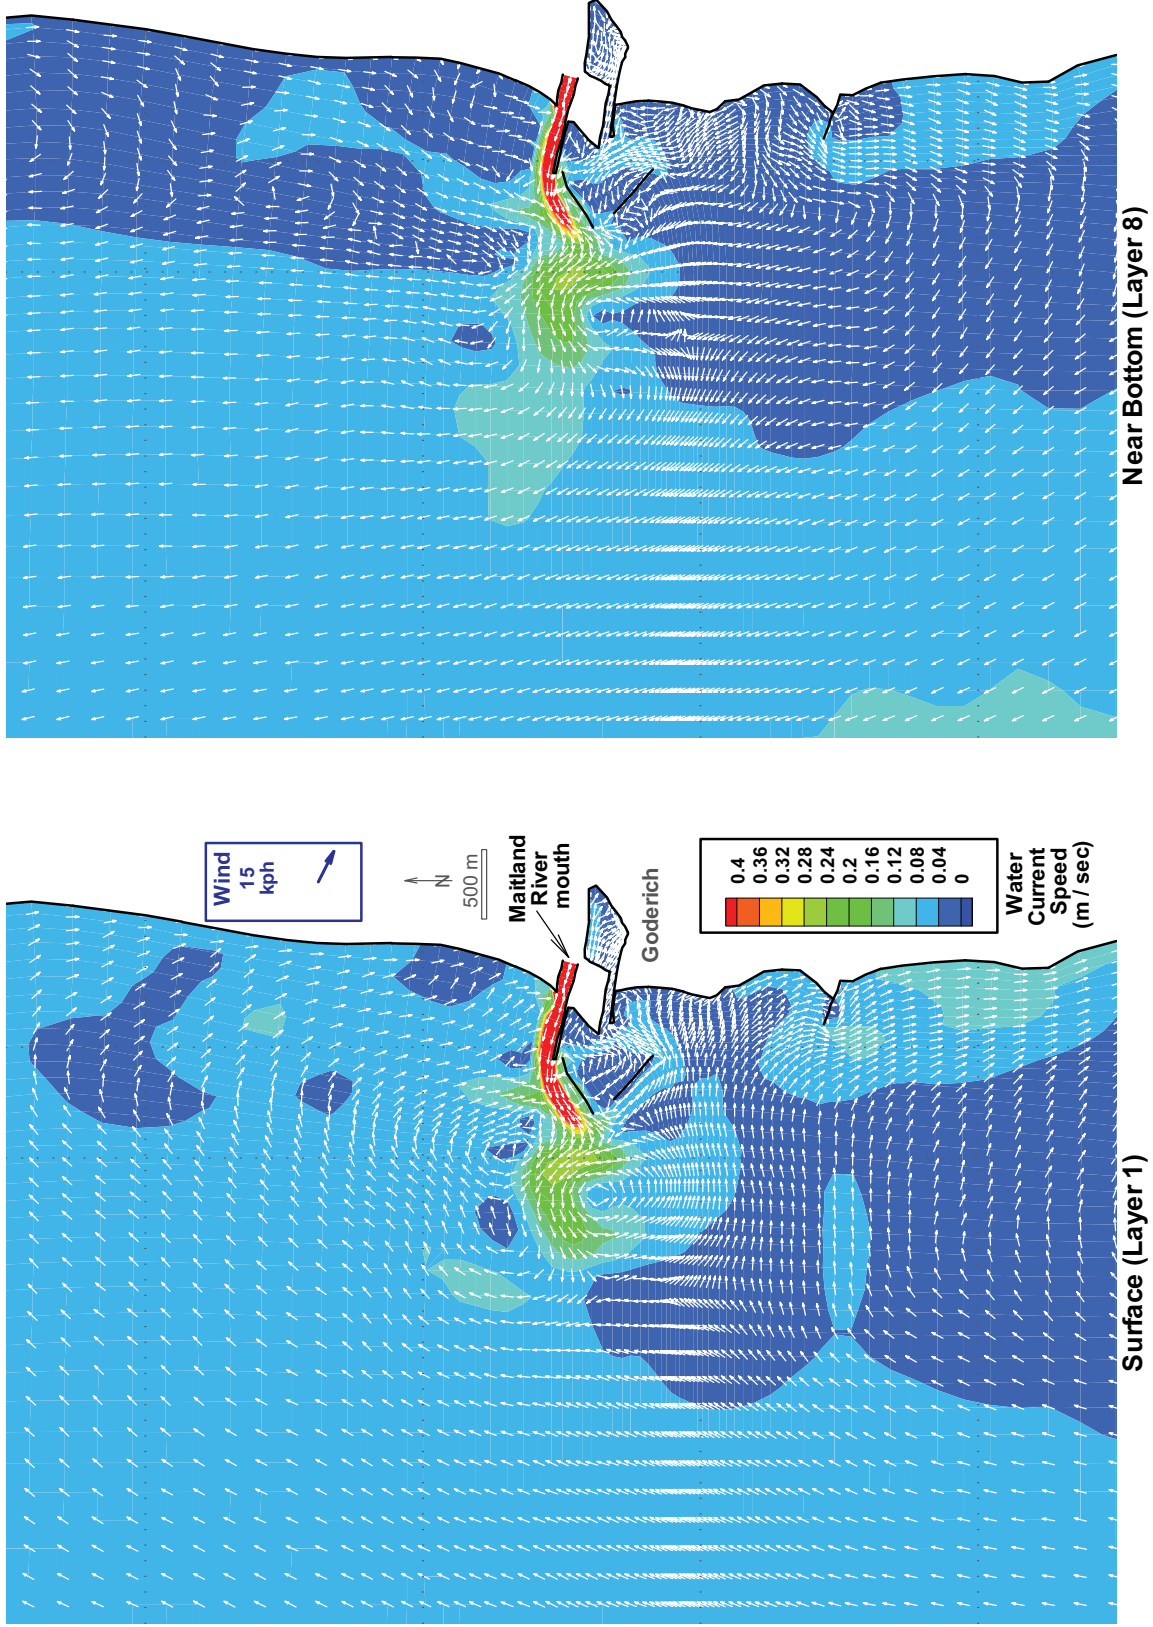 Wind
15
kph
N
500 m
Maitland
River
mouth
Goderich
0.4
0.36
0.32
0.28
0.24
0.2
0.16
0.12
0.08
0.04
0
Water
Current
Speed
(m / sec)
Surface (Layer 1)
Near Bottom (Layer 8)